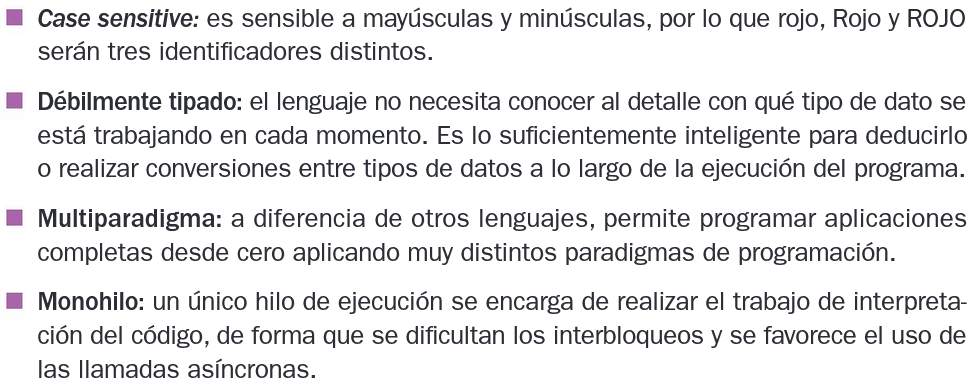 Case sensitive: es sensible a mayúsculas y minúsculas, por lo que rojo, Rojo y ROJO
serán tres identificadores distintos.
Débilmente tipado: el lenguaje no necesita conocer al detalle con qué tipo de dato se
está trabajando en cada momento. Es lo suficientemente inteligente para deducirlo
o realizar conversiones entre tipos de datos a lo largo de la ejecución del programa.
Multiparadigma: a diferencia de otros lenguajes, permite programar aplicaciones
completas desde cero aplicando muy distintos paradigmas de programación.
Monohilo: un único hilo de ejecución se encarga de realizar el trabajo de interpreta-
ción del código, de forma que se dificultan los interbloqueos y se favorece el uso de
las llamadas asíncronas.